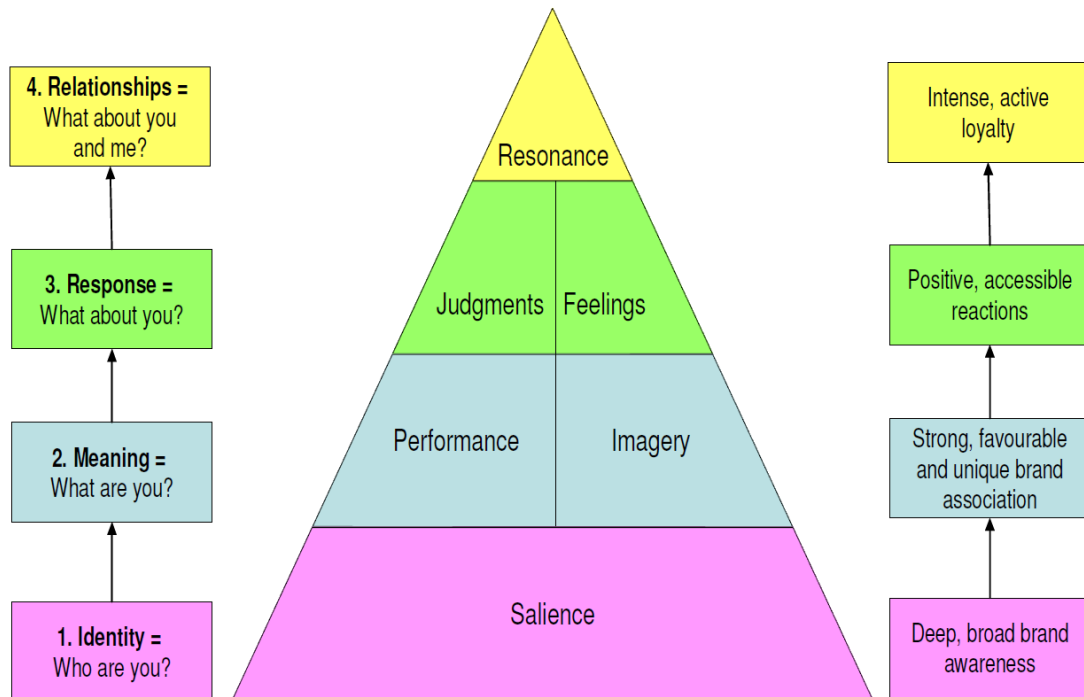 4. Relationships =
What about you
and me?
3. Response =
What about you?
2. Meaning =
What are you?
1. Identity =
Who are you?
Resonance
Judgments
Feelings
Performance
Imagery
Salience
Intense, active
loyalty
Positive, accessible
reactions
Strong, favourable
and unique brand
association
Deep, broad brand
awareness